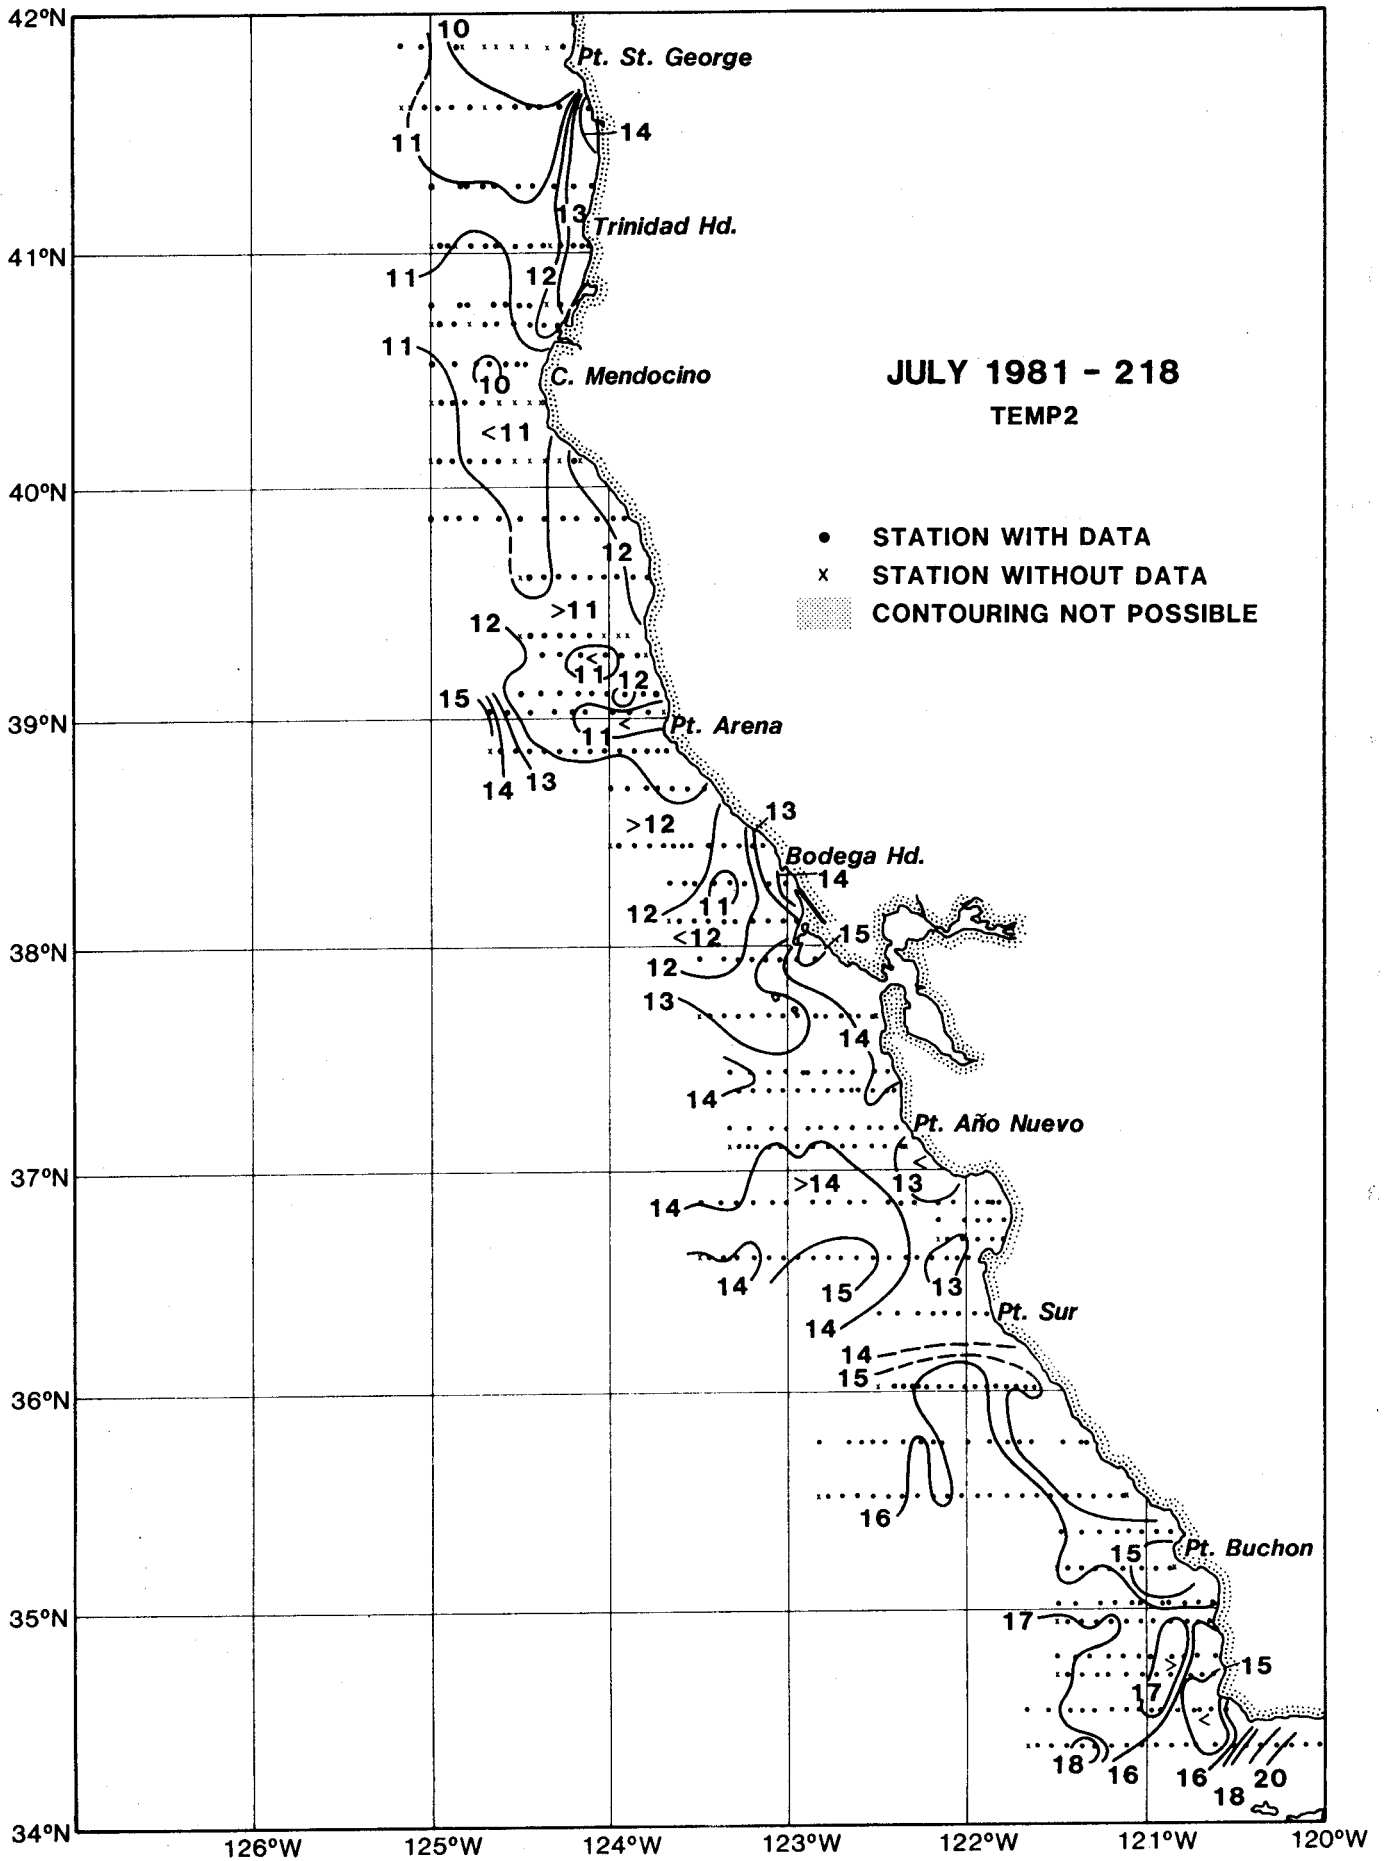 42°N
10
Pt. St. George
14
11
13
Trinidad Hd.
41°N
11
12
11
10
C. Mendocino
JULY 1981 - 218
TEMP2
<11
40°N
12
• STATION WITH DATA
x STATION WITHOUT DATA
CONTOURING NOT POSSIBLE
>11
12
<
11
12
15
39°N
<
11
Pt. Arena
14
13
>12
13
Bodega Hd.
14
12
11
<12
15
38°N
12
13
14
14
Pt. Año Nuevo
<
37°N
>14
13
14
14
15
13
14
Pt. Sur
14
15
36°N
16
15
Pt. Buchon
35°N
17
>
15
17
<
18
16
16
20
18
34°N
126°W
125°W
124°W
123°W
122°W
121°W
120°W